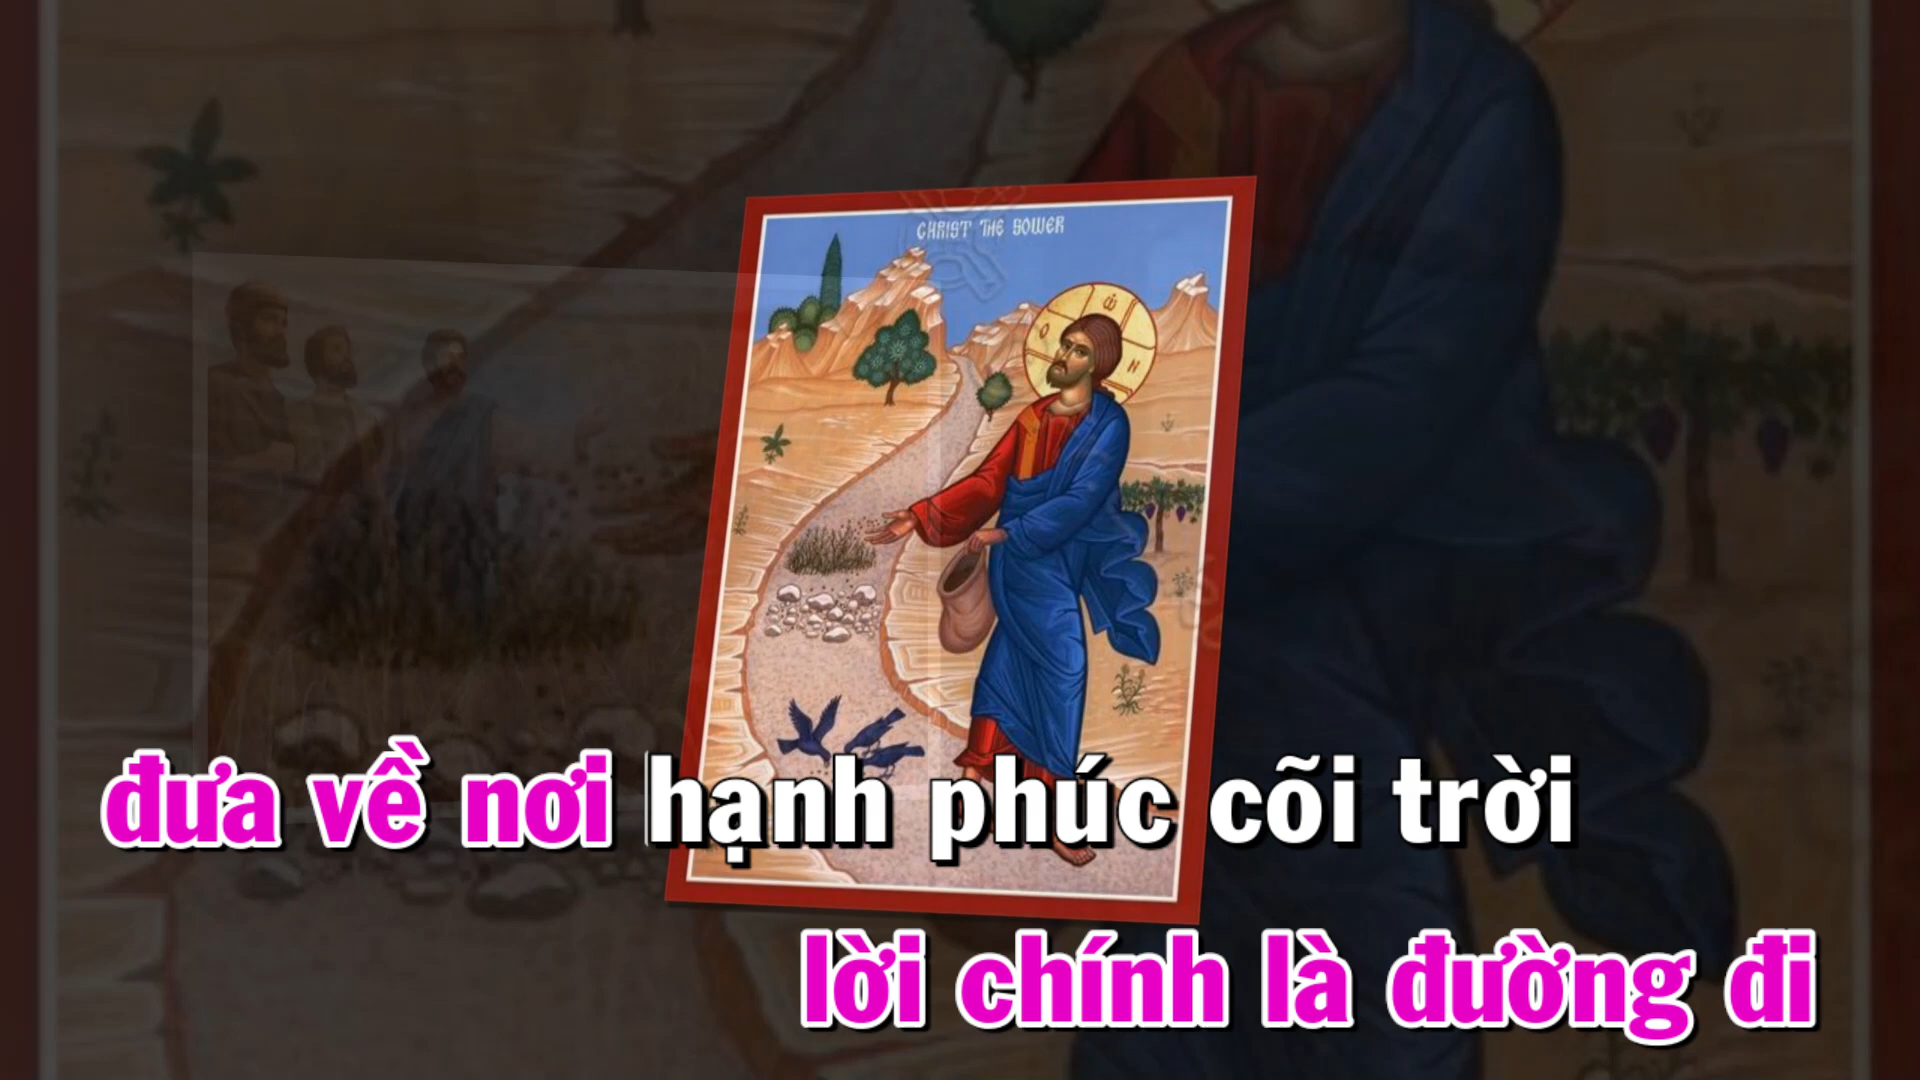 CHRIST THE SOWER
Ο Ω Ν
đưa về nơi hạnh phúc cõi trời
lời chính là đường đi